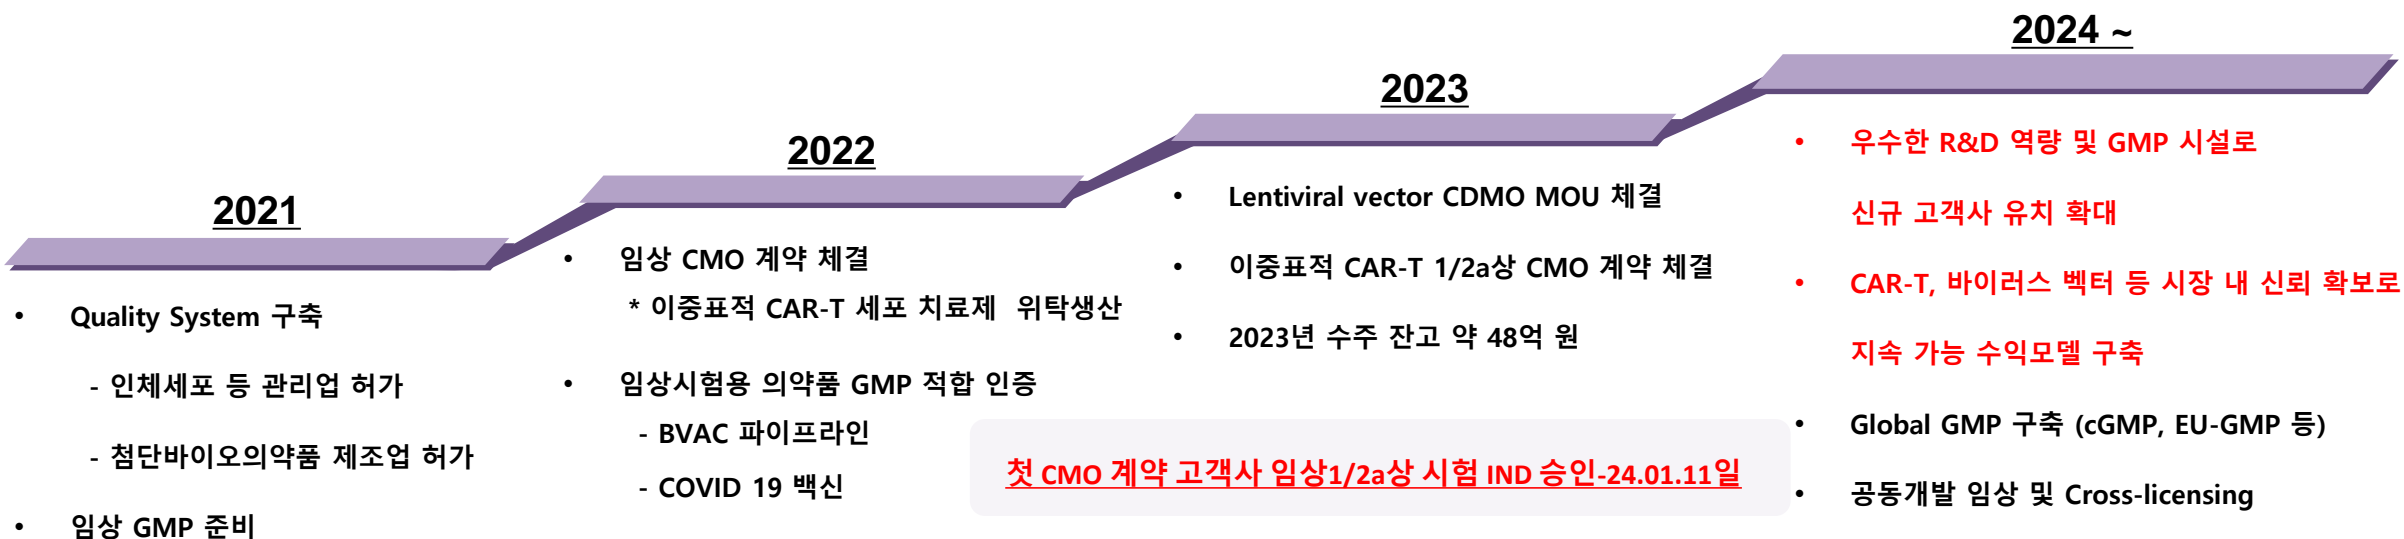 2021
• Quality System 구축
- 인체세포 등 관리업 허가
- 첨단바이오의약품 제조업 허가
• 임상 GMP 준비
2022
• 임상 CMO 계약 체결
* 이중표적 CAR-T 세포 치료제 위탁생산
• 임상시험용 의약품 GMP 적합 인증
- BVAC 파이프라인
- COVID 19 백신
2023
• Lentiviral vector CDMO MOU 체결
• 이중표적 CAR-T 1/2a상 CMO 계약 체결
• 2023년 수주 잔고 약 48억 원
첫 CMO 계약 고객사 임상1/2a상 시험 IND 승인-24.01.11일
2024 ~
• 우수한 R&D 역량 및 GMP 시설로
신규 고객사 유치 확대
• CAR-T, 바이러스 벡터 등 시장 내 신뢰 확보로
지속 가능 수익모델 구축
• Global GMP 구축 (cGMP, EU-GMP 등)
• 공동개발 임상 및 Cross-licensing